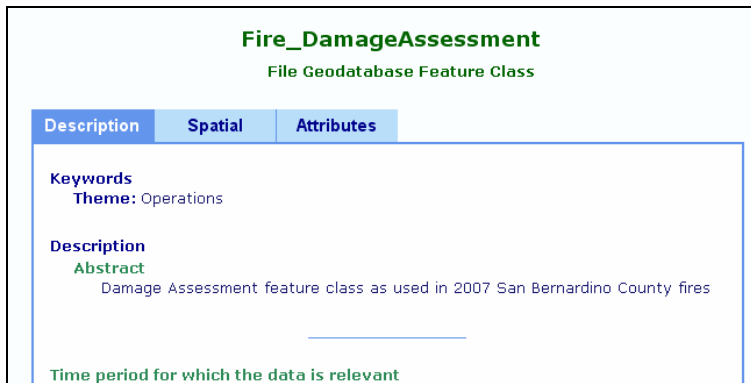 Fire_DamageAssessment
File Geodatabase Feature Class
Description Spatial Attributes
Keywords
Theme: Operations
Description
Abstract
Damage Assessment feature class as used in 2007 San Bernardino County fires
Time period for which the data is relevant